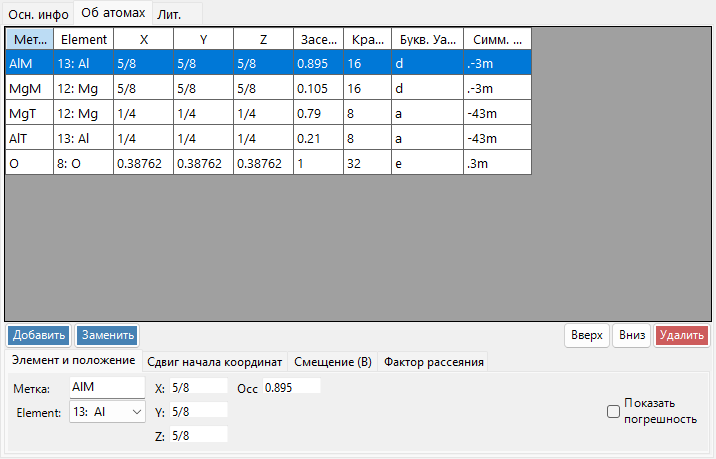 Осн. инфо Об атомах Лит.
Мет... Element X Y Z Засе... Кра... Букв. Уа... Симм. ...
AlM 13: Al 5/8 5/8 5/8 0.895 16 d .-3m
MgM 12: Mg 5/8 5/8 5/8 0.105 16 d .-3m
MgT 12: Mg 1/4 1/4 1/4 0.79 8 a -43m
AlT 13: Al 1/4 1/4 1/4 0.21 8 a -43m
O 8: O 0.38762 0.38762 0.38762 1 32 e .3m
Добавить Заменить Вверх Вниз Удалить
Элемент и положение Сдвиг начала координат Смещение (B) Фактор рассеяния
Метка: AlM X: 5/8 Осс 0.895
Element: 13: Al Y: 5/8
Z: 5/8
Показать
погрешность